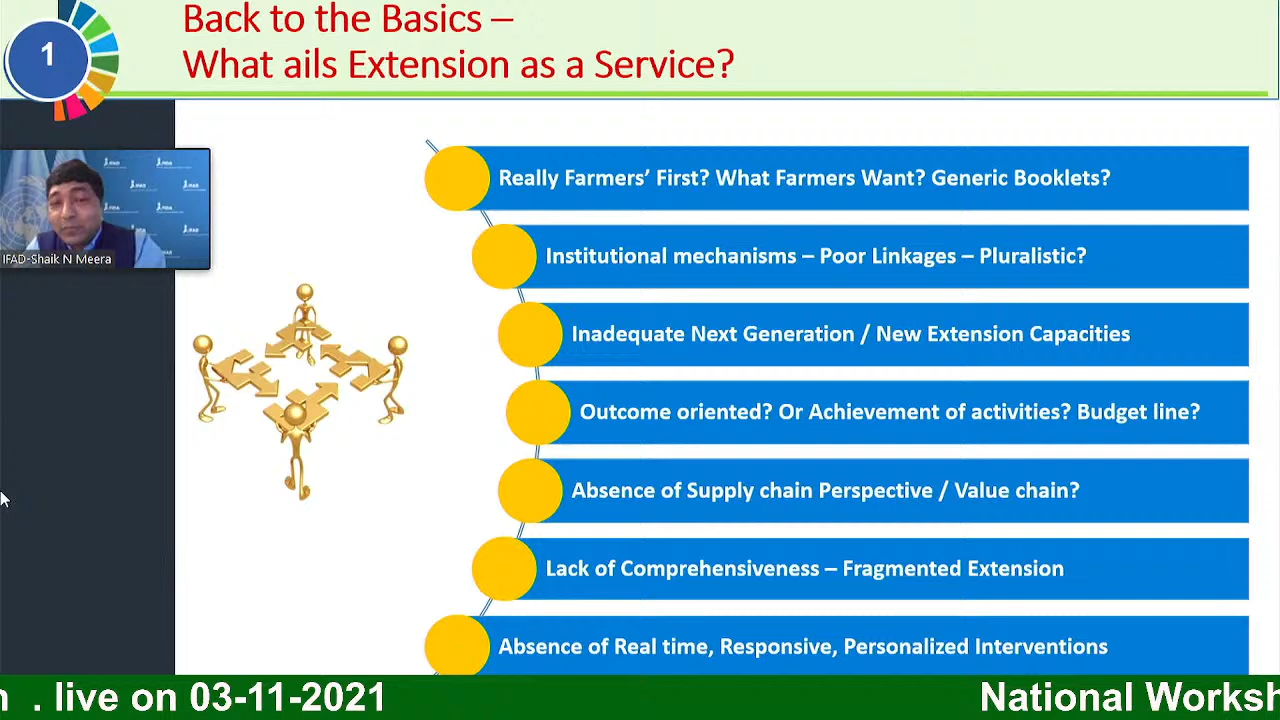 1
Back to the Basics –
What ails Extension as a Service?
IFAD-Shaik N Meera
Really Farmers’ First? What Farmers Want? Generic Booklets?
Institutional mechanisms – Poor Linkages – Pluralistic?
Inadequate Next Generation / New Extension Capacities
Outcome oriented? Or Achievement of activities? Budget line?
Absence of Supply chain Perspective / Value chain?
Lack of Comprehensiveness – Fragmented Extension
Absence of Real time, Responsive, Personalized Interventions
. live on 03-11-2021
National Worksh